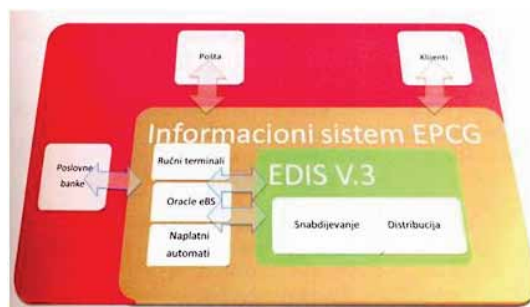 Pošta
Klijenti
Informacioni sistem EPCG
Poslovne
banke
Ručni terminali
Oracle eBS
Naplatni
automati
EDIS V.3
Snabdijevanje
Distribucija